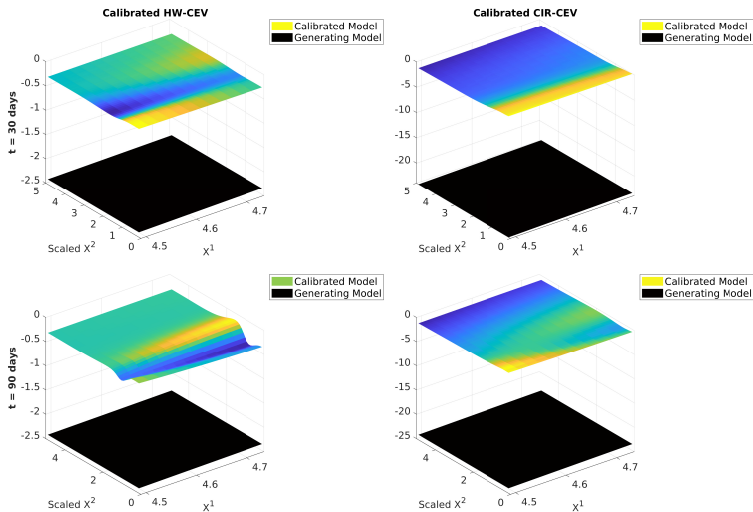 Calibrated HW-CEV
Calibrated Model
Generating Model
0
-0.5
-1
-1.5
-2
-2.5
t = 30 days
5
4
3
2
1
0
Scaled X²
4.5
4.6
4.7
X¹
Calibrated CIR-CEV
Calibrated Model
Generating Model
0
-5
-10
-15
-20
5
4
3
2
1
0
Scaled X²
4.5
4.6
4.7
X¹
Calibrated Model
Generating Model
0
-0.5
-1
-1.5
-2
-2.5
t = 90 days
4
2
0
Scaled X²
4.5
4.6
4.7
X¹
Calibrated Model
Generating Model
0
-5
-10
-15
-20
-25
4
2
0
Scaled X²
4.5
4.6
4.7
X¹